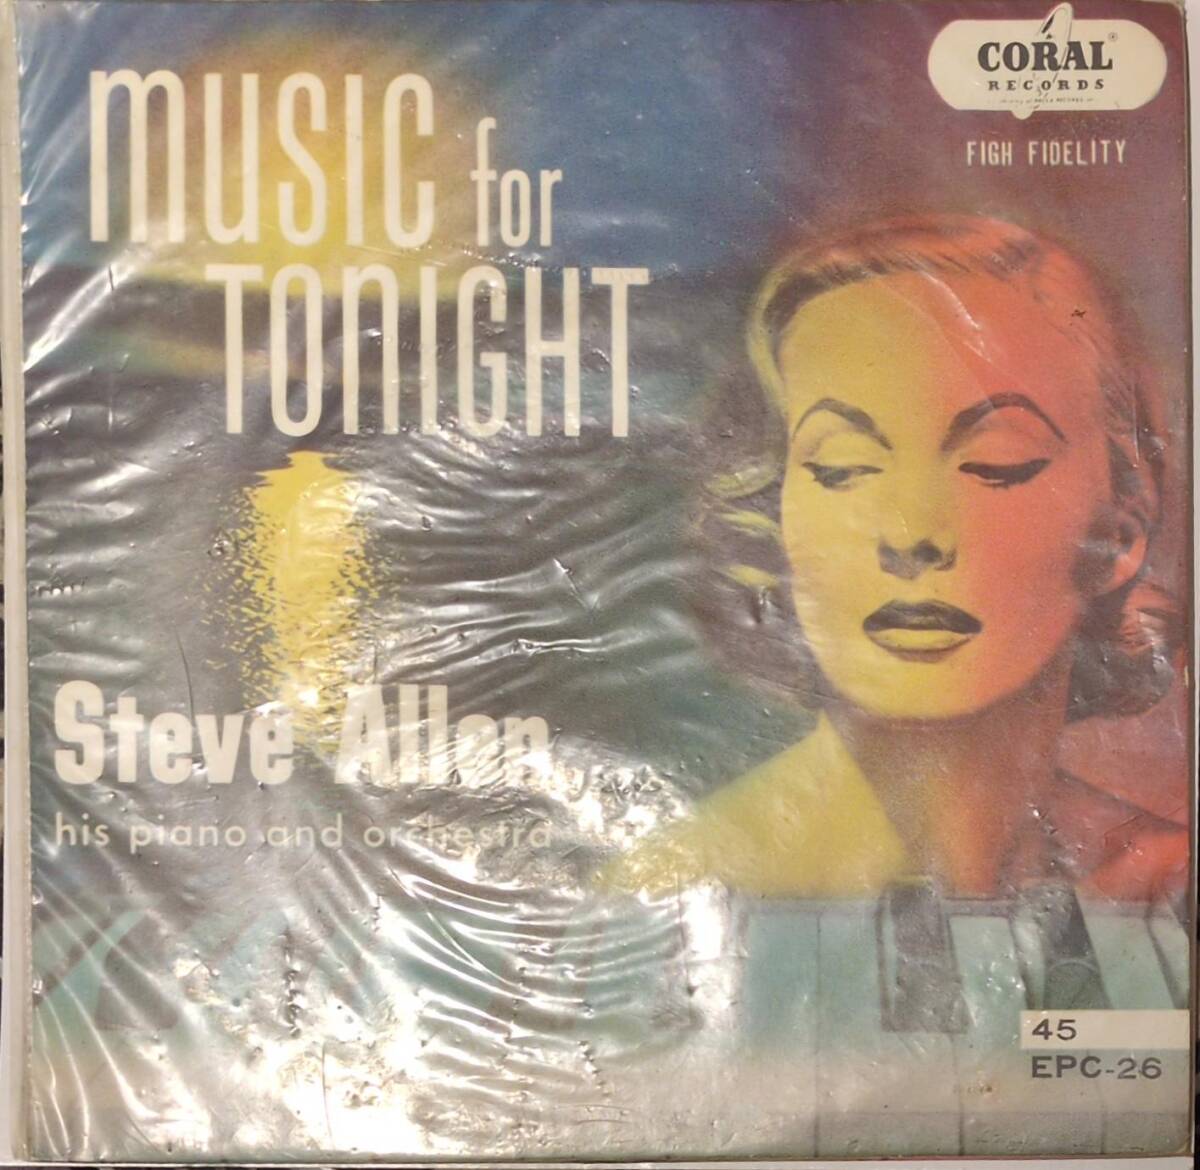 CORAL®
RECORDS
FIGH FIDELITY
MUSIC for
TONIGHT
Steve Allen
his piano and orchestra
45
EPC-26